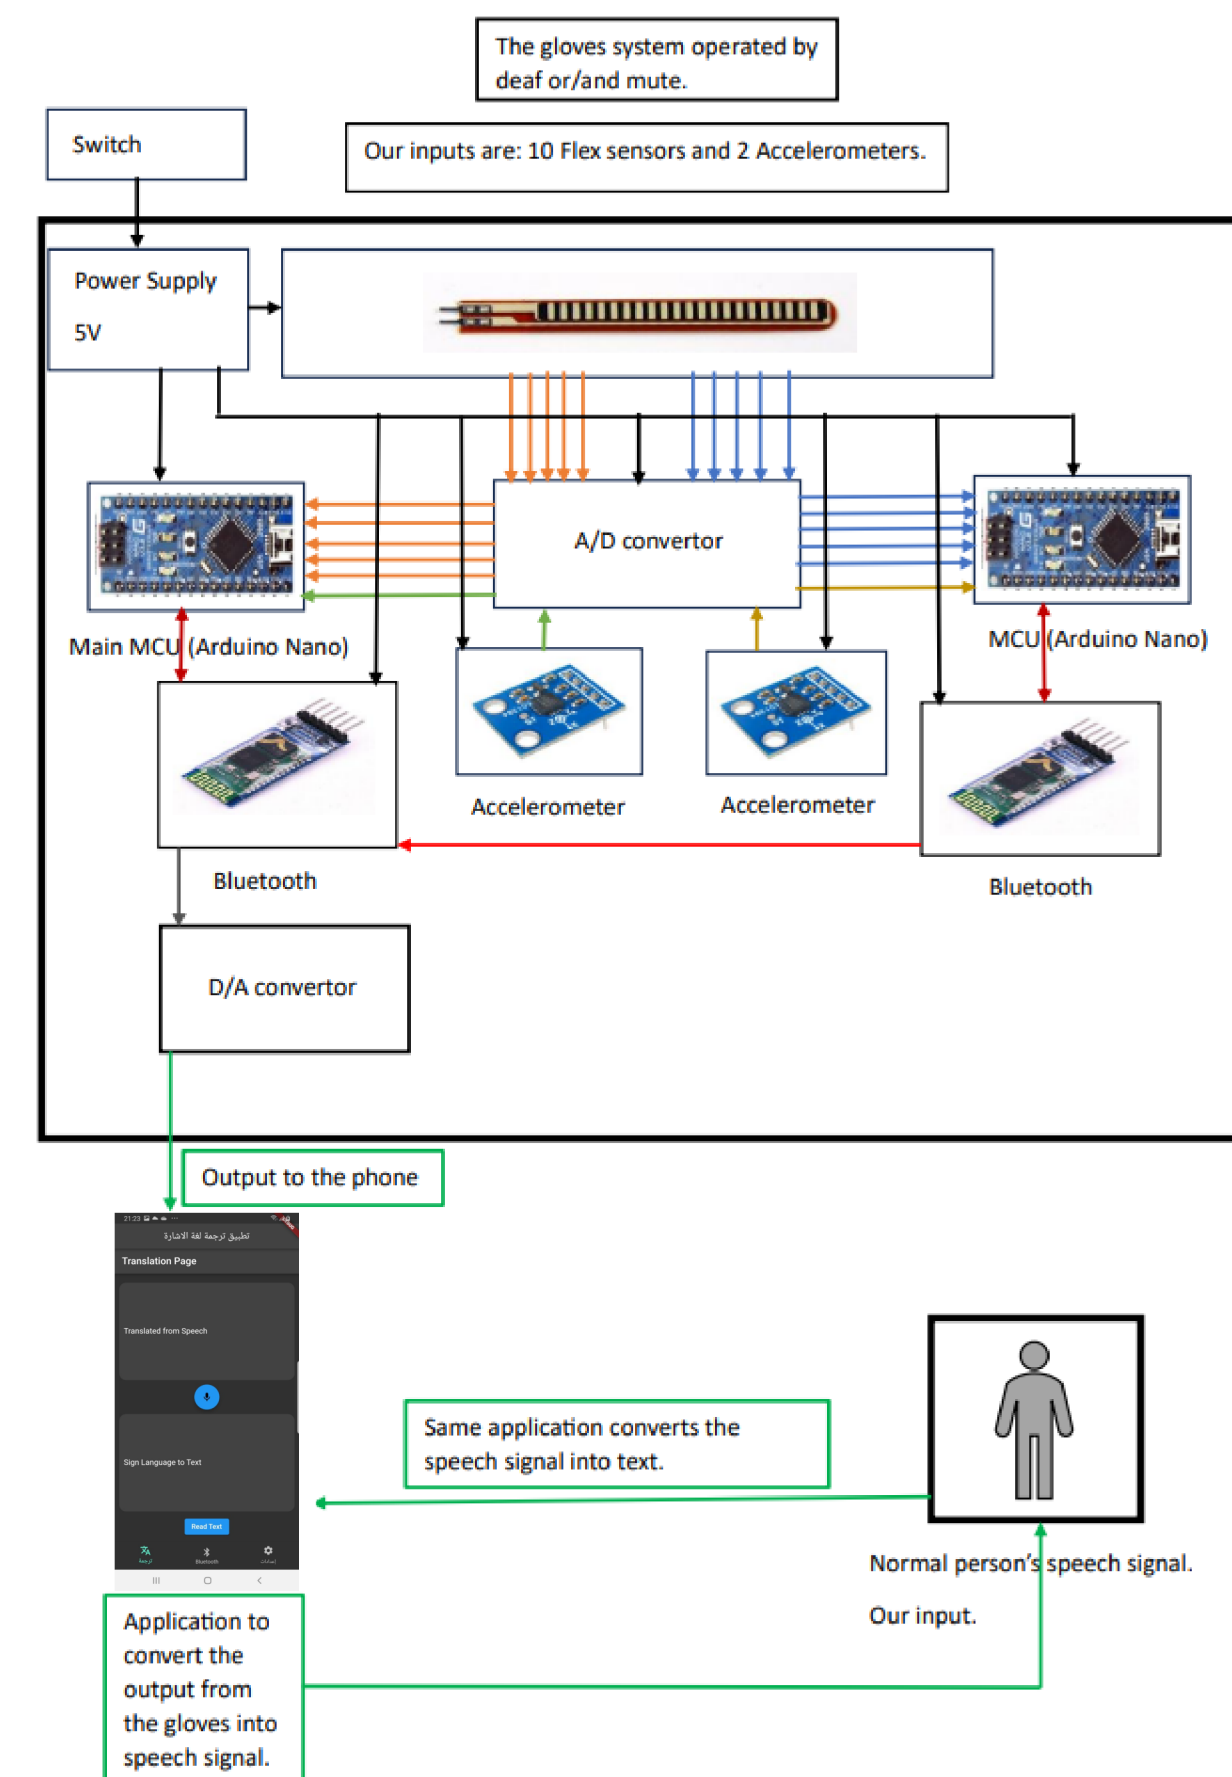 The gloves system operated by
deaf or/and mute.
Switch
Our inputs are: 10 Flex sensors and 2 Accelerometers.
Power Supply
5V
A/D convertor
Main MCU (Arduino Nano)
MCU (Arduino Nano)
Accelerometer
Accelerometer
Bluetooth
Bluetooth
D/A convertor
Output to the phone
21:23
تطبيق ترجمة لغة الاشارة
Translation Page
Translated from Speech
Sign Language to Text
Read Text
ترجمة
Bluetooth
إعدادات
Same application converts the
speech signal into text.
Normal person's speech signal.
Our input.
Application to
convert the
output from
the gloves into
speech signal.